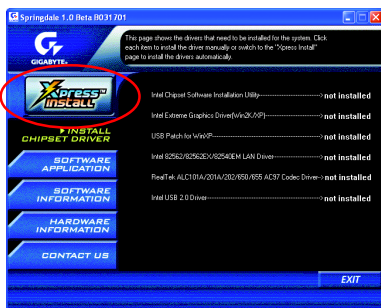 Springdale 1.0 Beta B031701
GIGABYTE
This page shows the drivers that need to be installed for the system. Click
each item to install the driver manually or switch to the "Xpress Install"
page to install the drivers automatically.
Xpress™
Install
INSTALL
CHIPSET DRIVER
SOFTWARE
APPLICATION
SOFTWARE
INFORMATION
HARDWARE
INFORMATION
CONTACT US
Intel Chipset Software Installation Utility-----> not installed
Intel Extreme Graphics Driver(Win2K/XP)-----> not installed
USB Patch for WinXP-----> not installed
Intel 82562/82562EX/82540EM LAN Driver-----> not installed
RealTek ALC101A/201A/202/650/655 AC97 Codec Driver--> not installed
Intel USB 2.0 Driver-----> not installed
EXIT